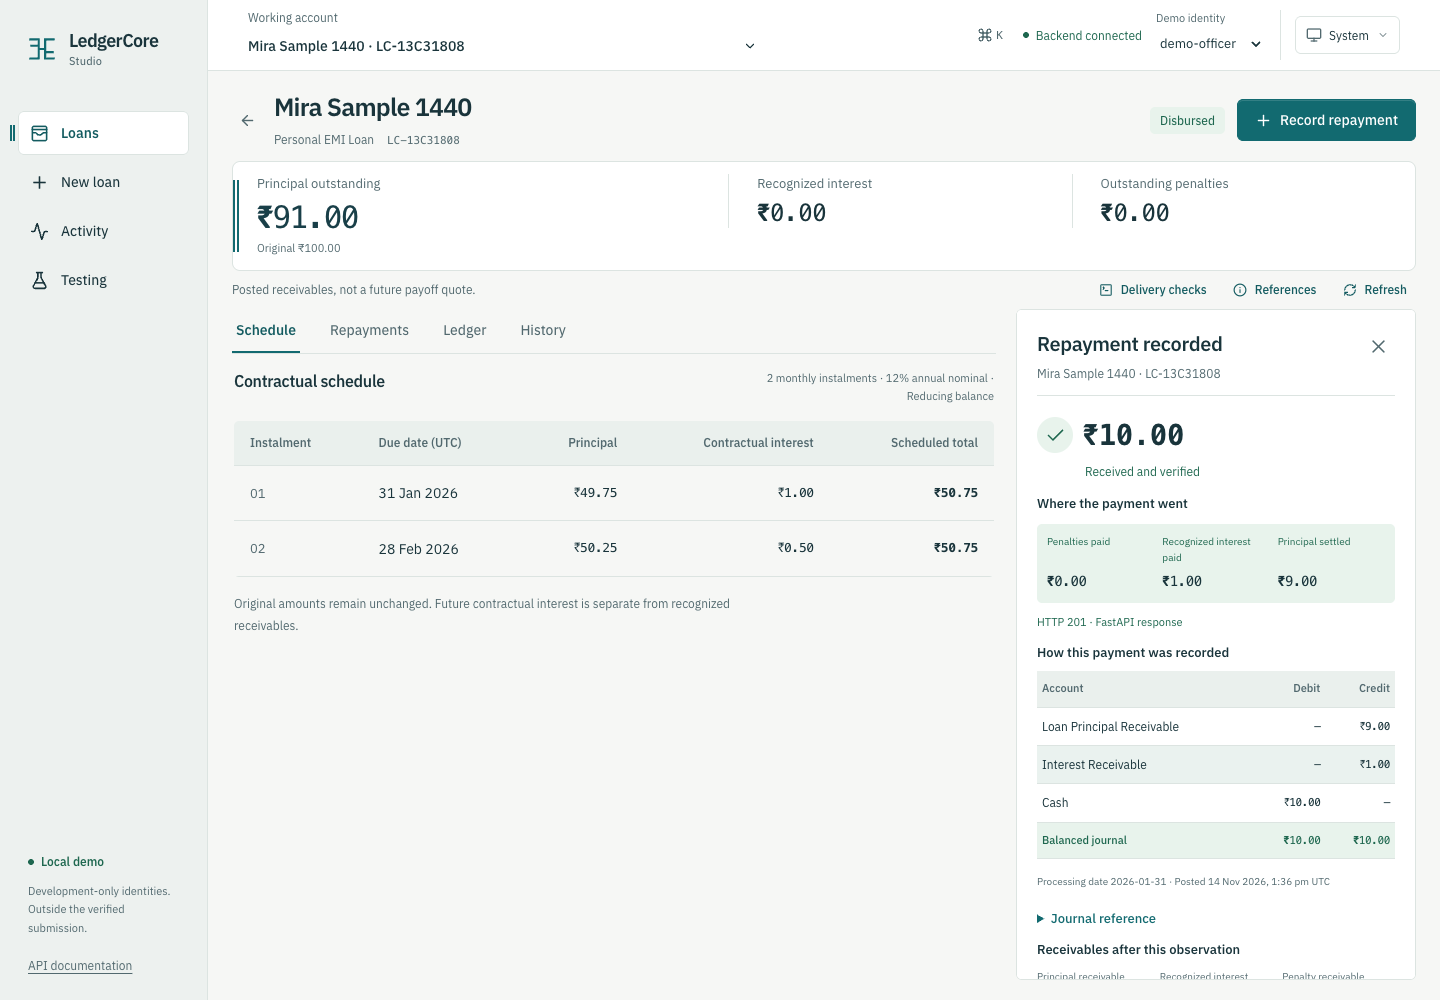 LedgerCore
Studio
Loans
New loan
Activity
Testing
Local demo
Development-only identities.
Outside the verified
submission.
API documentation
Working account
Mira Sample 1440 · LC-13C31808
⌘ K
Backend connected
Demo identity
demo-officer
System
Mira Sample 1440
Personal EMI Loan LC-13C31808
Disbursed
Record repayment
Principal outstanding
₹91.00
Original ₹100.00
Recognized interest
₹0.00
Outstanding penalties
₹0.00
Posted receivables, not a future payoff quote.
Delivery checks
References
Refresh
Schedule Repayments Ledger History
Contractual schedule
2 monthly instalments · 12% annual nominal ·
Reducing balance
Instalment Due date (UTC) Principal Contractual interest Scheduled total
01 31 Jan 2026 ₹49.75 ₹1.00 ₹50.75
02 28 Feb 2026 ₹50.25 ₹0.50 ₹50.75
Original amounts remain unchanged. Future contractual interest is separate from recognized
receivables.
Repayment recorded
Mira Sample 1440 · LC-13C31808
₹10.00
Received and verified
Where the payment went
Penalties paid
₹0.00
Recognized interest
paid
₹1.00
Principal settled
₹9.00
HTTP 201 · FastAPI response
How this payment was recorded
Account Debit Credit
Loan Principal Receivable – ₹9.00
Interest Receivable – ₹1.00
Cash ₹10.00 –
Balanced journal ₹10.00 ₹10.00
Processing date 2026-01-31 · Posted 14 Nov 2026, 1:36 pm UTC
Journal reference
Receivables after this observation
Principal receivable Recognized interest Penalty receivable